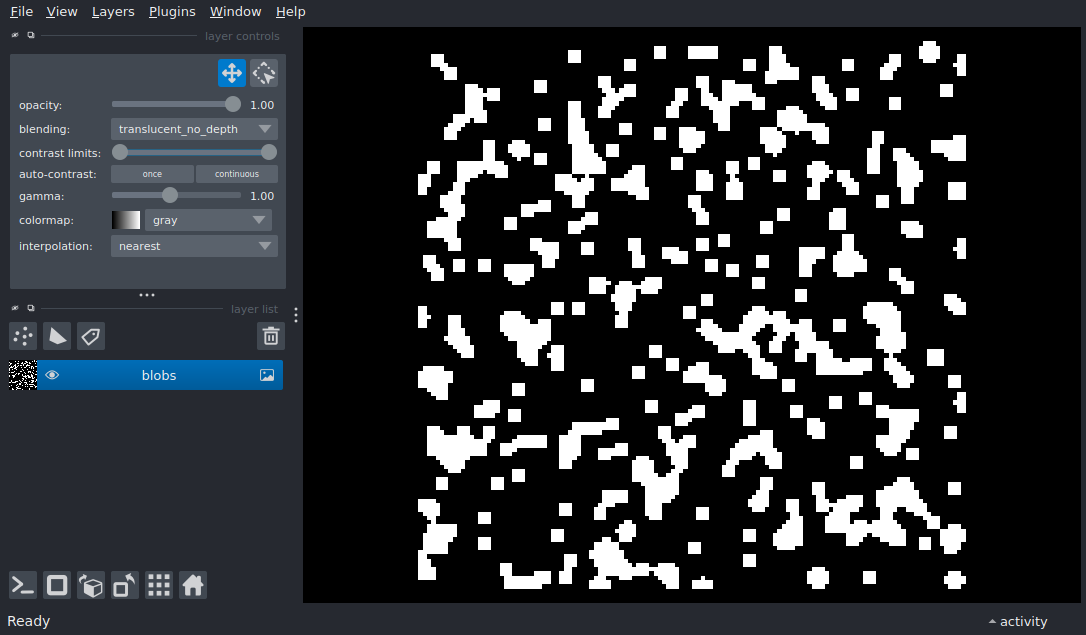 File View Layers Plugins Window Help
layer controls
opacity: 1.00
blending: translucent_no_depth
contrast limits:
auto-contrast: once continuous
gamma: 1.00
colormap: gray
interpolation: nearest
layer list
blobs
Ready
activity